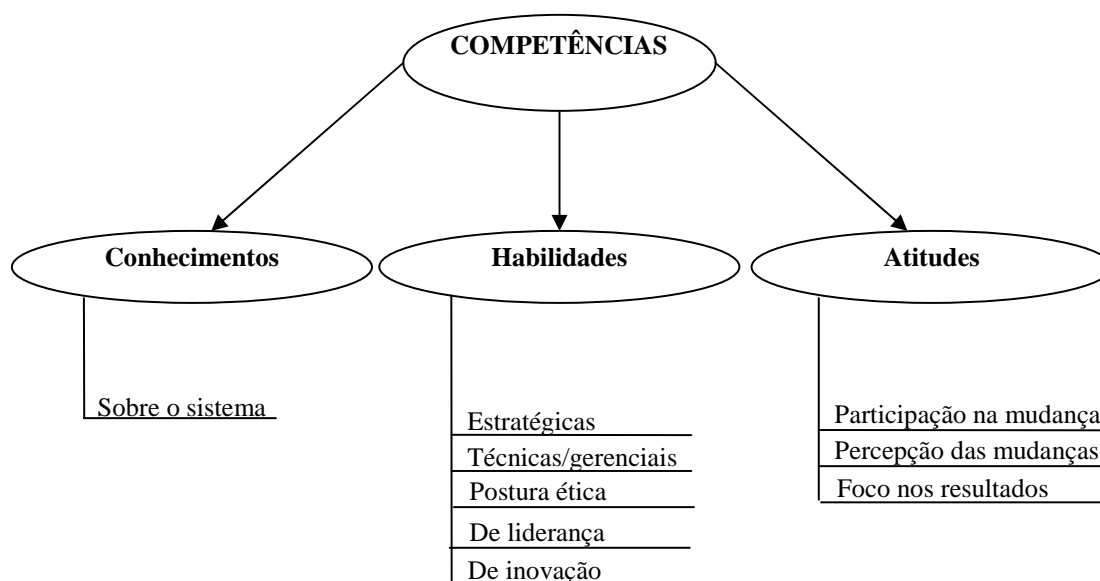 COMPETÊNCIAS
Conhecimentos
Habilidades
Atitudes
Sobre o sistema
Estratégicas
Técnicas/gerenciais
Postura ética
De liderança
De inovação
Participação na mudança
Percepção das mudanças
Foco nos resultados